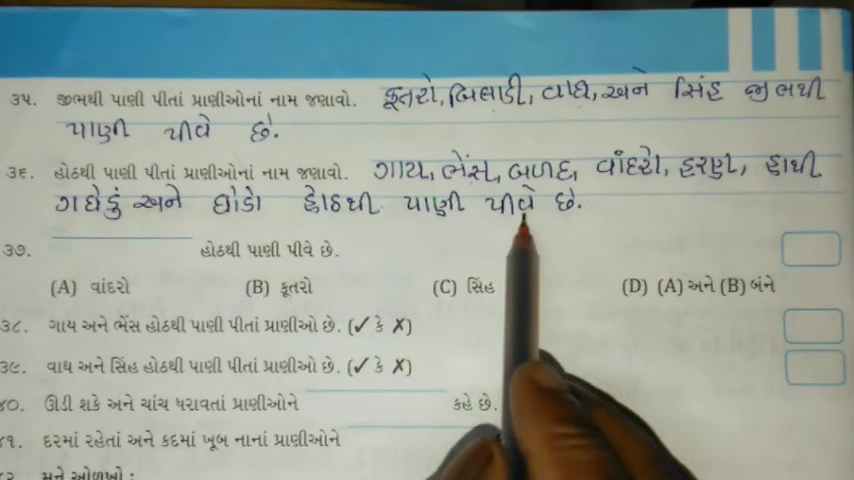 ૩૫. જીભથી પાણી પીતાં પ્રાણીઓનાં નામ જણાવો. કૂતરો, બિલાડી, વાઘ, અને સિંહ જીભથી
પાણી પીવે છે.
૩૬. હોઠથી પાણી પીતાં પ્રાણીઓનાં નામ જણાવો. ગાય, ભેંસ, બળદ, વાંદરો, હરણ, હાથી
ગધેડું અને ઘોડો હોઠથી પાણી પીવે છે.
૩૭. હોઠથી પાણી પીવે છે.
(A) વાંદરો (B) કૂતરો (C) સિંહ (D) (A) અને (B) બંને
૩૮. ગાય અને ભેંસ હોઠથી પાણી પીતાં પ્રાણીઓ છે. (✓ કે ✗)
૩૯. વાઘ અને સિંહ હોઠથી પાણી પીતાં પ્રાણીઓ છે. (✓ કે ✗)
૪૦. ઊડી શકે અને ચાંચ ધરાવતાં પ્રાણીઓને કહે છે.
૪૧. દરમાં રહેતાં અને કદમાં ખૂબ નાનાં પ્રાણીઓને
મને ઓળખો :